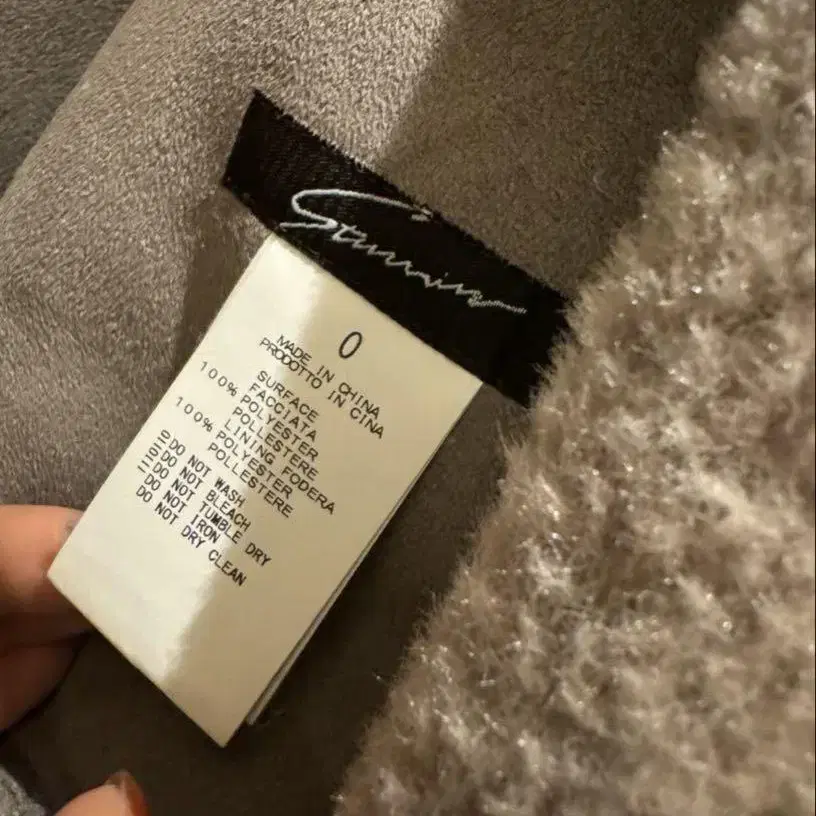 0
MADE IN CHINA
PRODOTTO IN CINA
SURFACE
FACCIATA
100% POLYESTER
POLLESTERE
LINING FODERA
100% POLYESTER
POLLESTERE
DO NOT WASH
DO NOT BLEACH
DO NOT TUMBLE DRY
DO NOT IRON
DO NOT DRY CLEAN